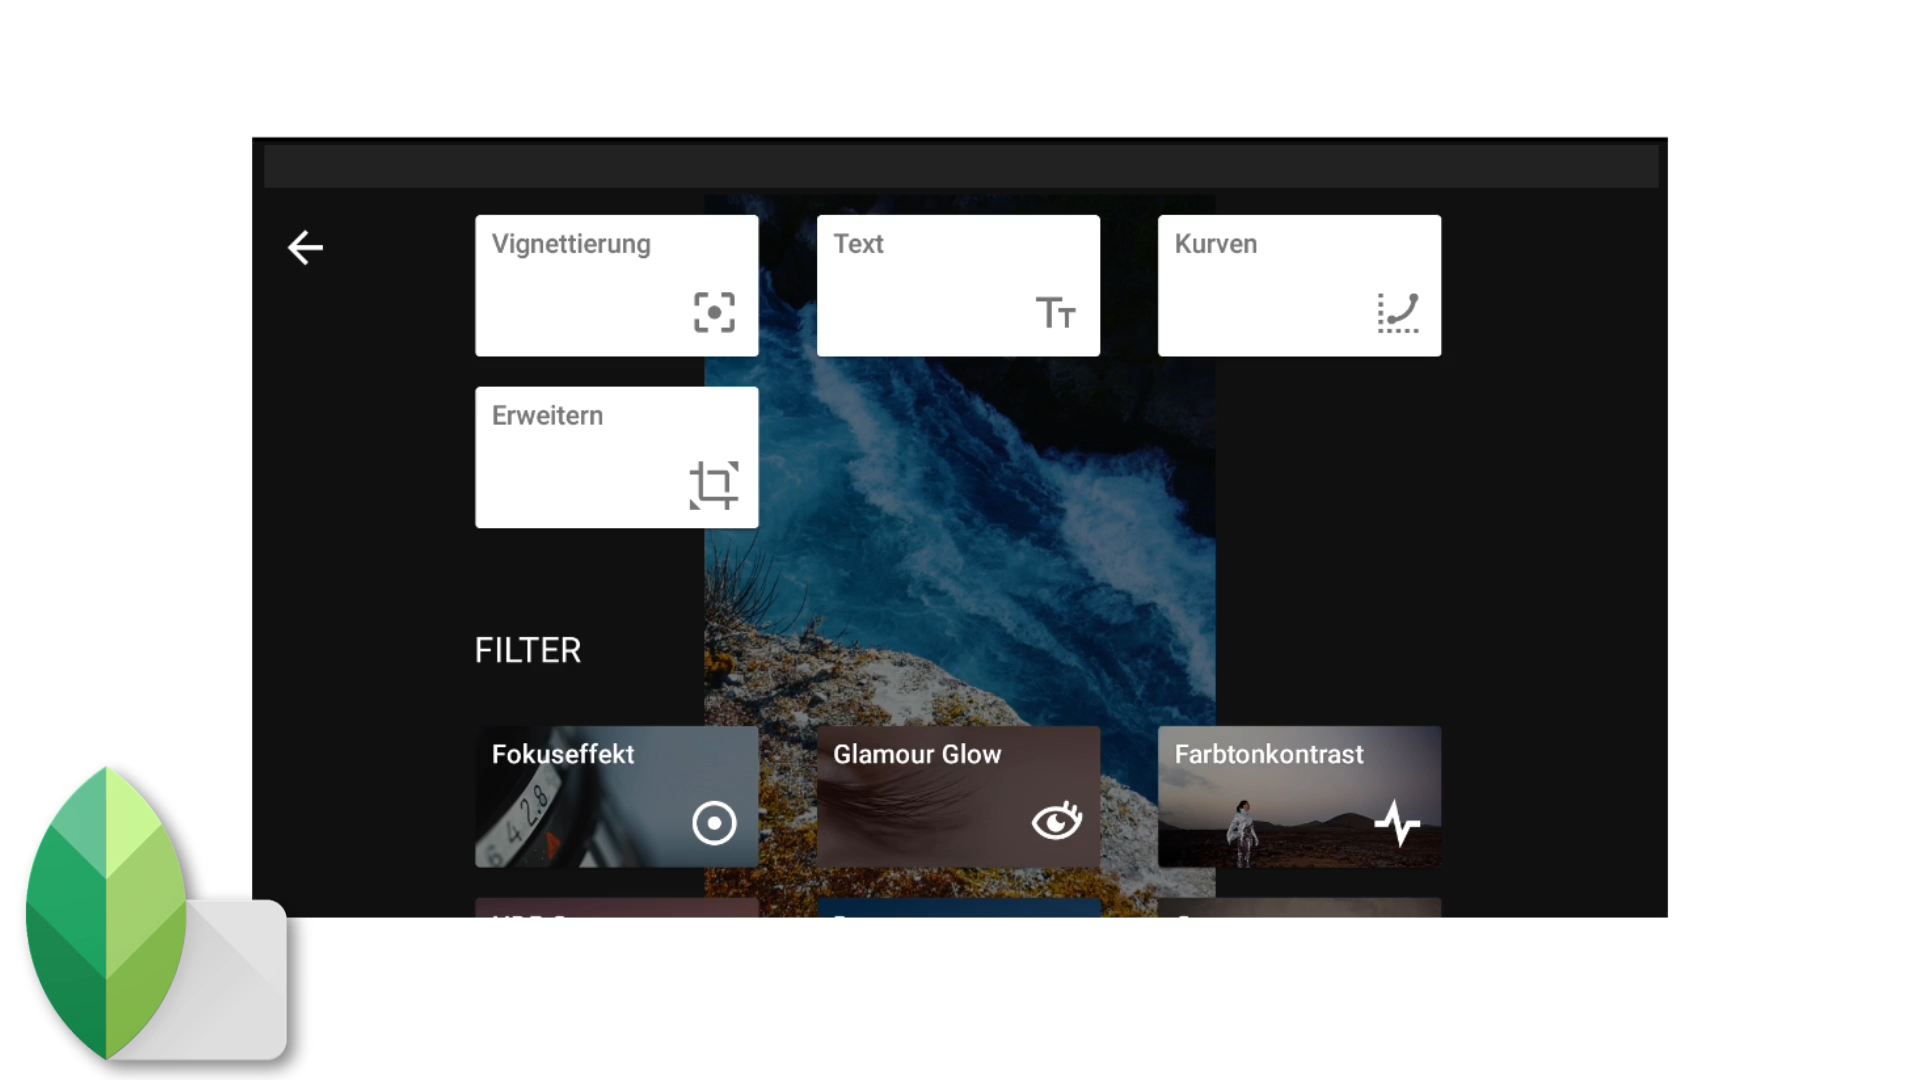 Vignettierung
Text
Kurven
Erweitern
FILTER
Fokuseffekt
Glamour Glow
Farbtonkontrast